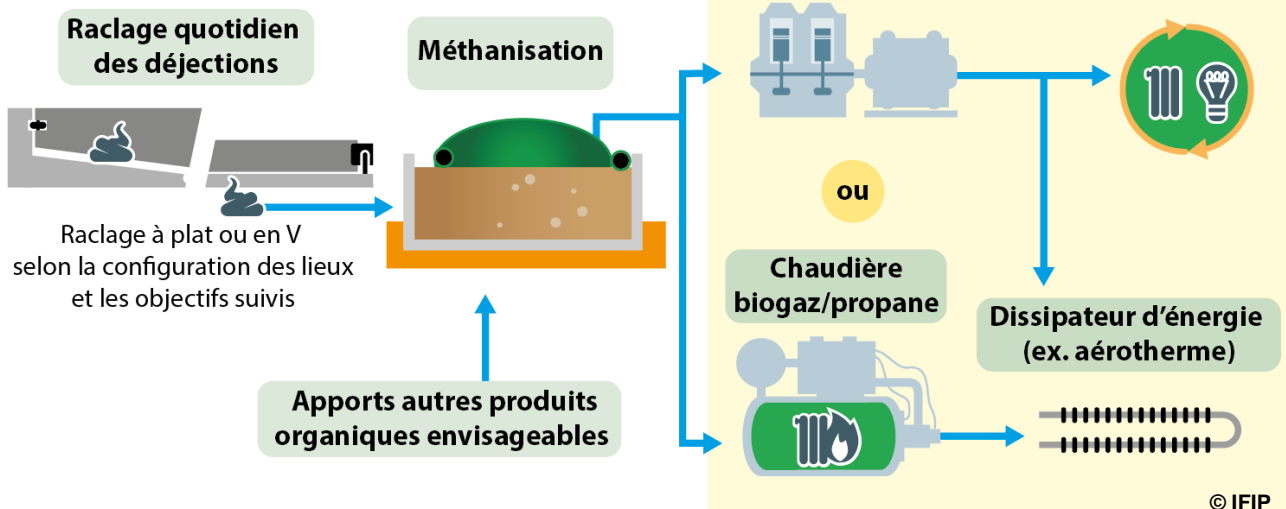 Raclage quotidien
des déjections
Méthanisation
Raclage à plat ou en V
selon la configuration des lieux
et les objectifs suivis
Apports autres produits
organiques envisageables
ou
Chaudière
biogaz/propane
Dissipateur d'énergie
(ex. aérotherme)
© IFIP